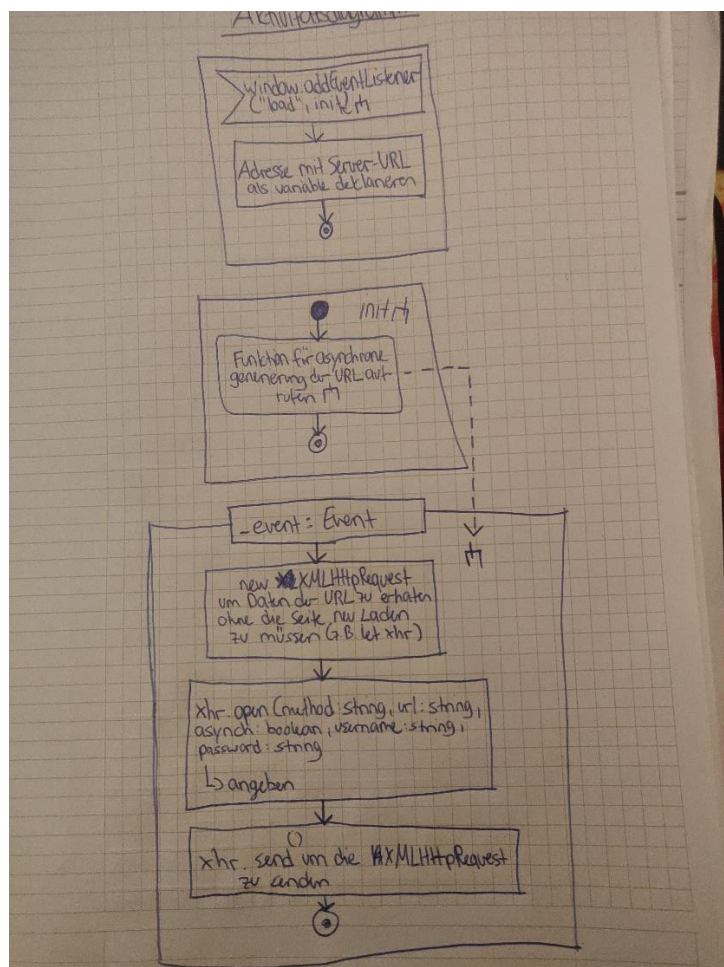 Aktivitätsdiagramm
window.addEventListener
("load", init)
Adresse mit Server-URL
als variable deklarieren
init
Funktion für asynchrone
generierung der URL auf-
rufen
_event: Event
new XMLHttpRequest
um Daten der URL zu erhaten
ohne die Seite neu Laden
zu müssen (z.B. let xhr)
xhr.open (method: string, url: string,
asynch: boolean, username: string,
password: string
↳ angeben
xhr. send() um die XMLHttpRequest
zu senden